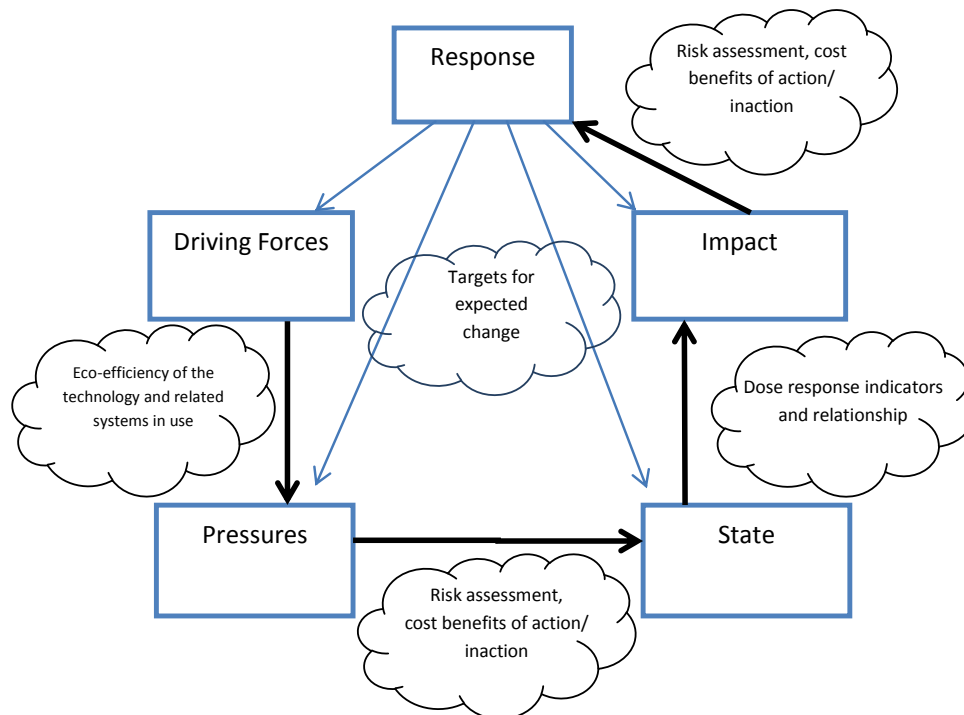 Response
Risk assessment, cost
benefits of action/
inaction
Driving Forces
Impact
Targets for
expected
change
Eco-efficiency of the
technology and related
systems in use
Dose response indicators
and relationship
Pressures
State
Risk assessment,
cost benefits of action/
inaction